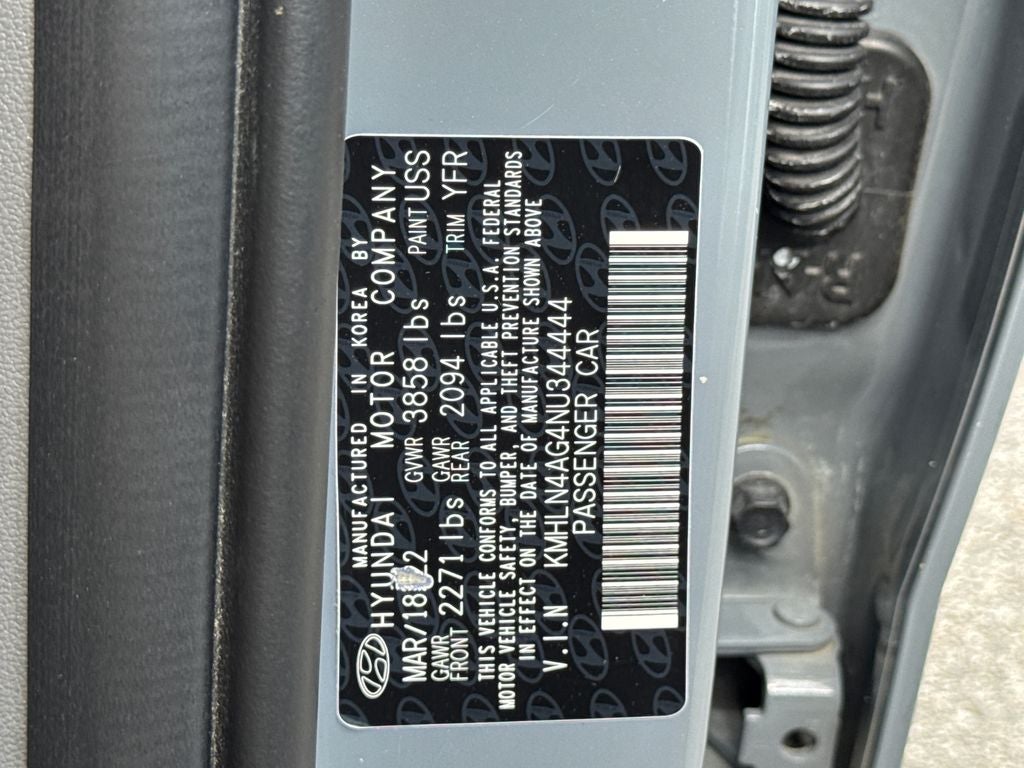 MANUFACTURED IN KOREA BY
HYUNDAI MOTOR COMPANY
GVWR 3858 lbs PAINT USS
GAWR FRONT 2271 lbs GAWR REAR 2094 lbs TRIM YFR
THIS VEHICLE CONFORMS TO ALL APPLICABLE U.S.A. FEDERAL
MOTOR VEHICLE SAFETY, BUMPER, AND THEFT PREVENTION STANDARDS
IN EFFECT ON THE DATE OF MANUFACTURE SHOWN ABOVE
V.I.N KMHLN4AG4NU344444
PASSENGER CAR